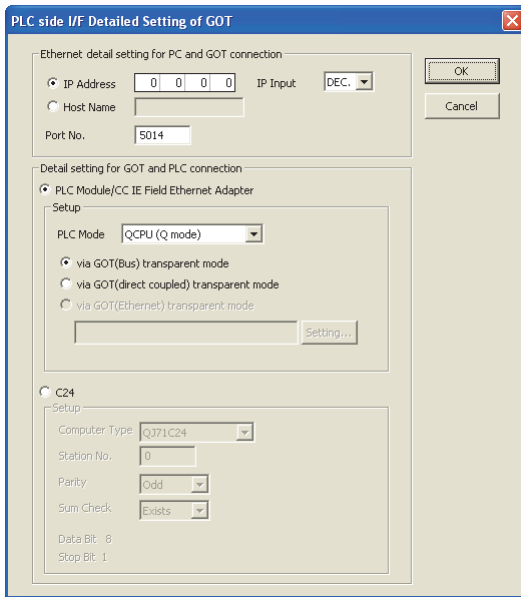 PLC side I/F Detailed Setting of GOT
Ethernet detail setting for PC and GOT connection
IP Address 0 0 0 0 IP Input DEC.
OK
Host Name
Cancel
Port No. 5014
Detail setting for GOT and PLC connection
PLC Module/CC IE Field Ethernet Adapter
Setup
PLC Mode QCPU (Q mode)
via GOT(Bus) transparent mode
via GOT(direct coupled) transparent mode
via GOT(Ethernet) transparent mode
Setting...
C24
Setup
Computer Type QJ71C24
Station No. 0
Parity Odd
Sum Check Exists
Data Bit 8
Stop Bit 1